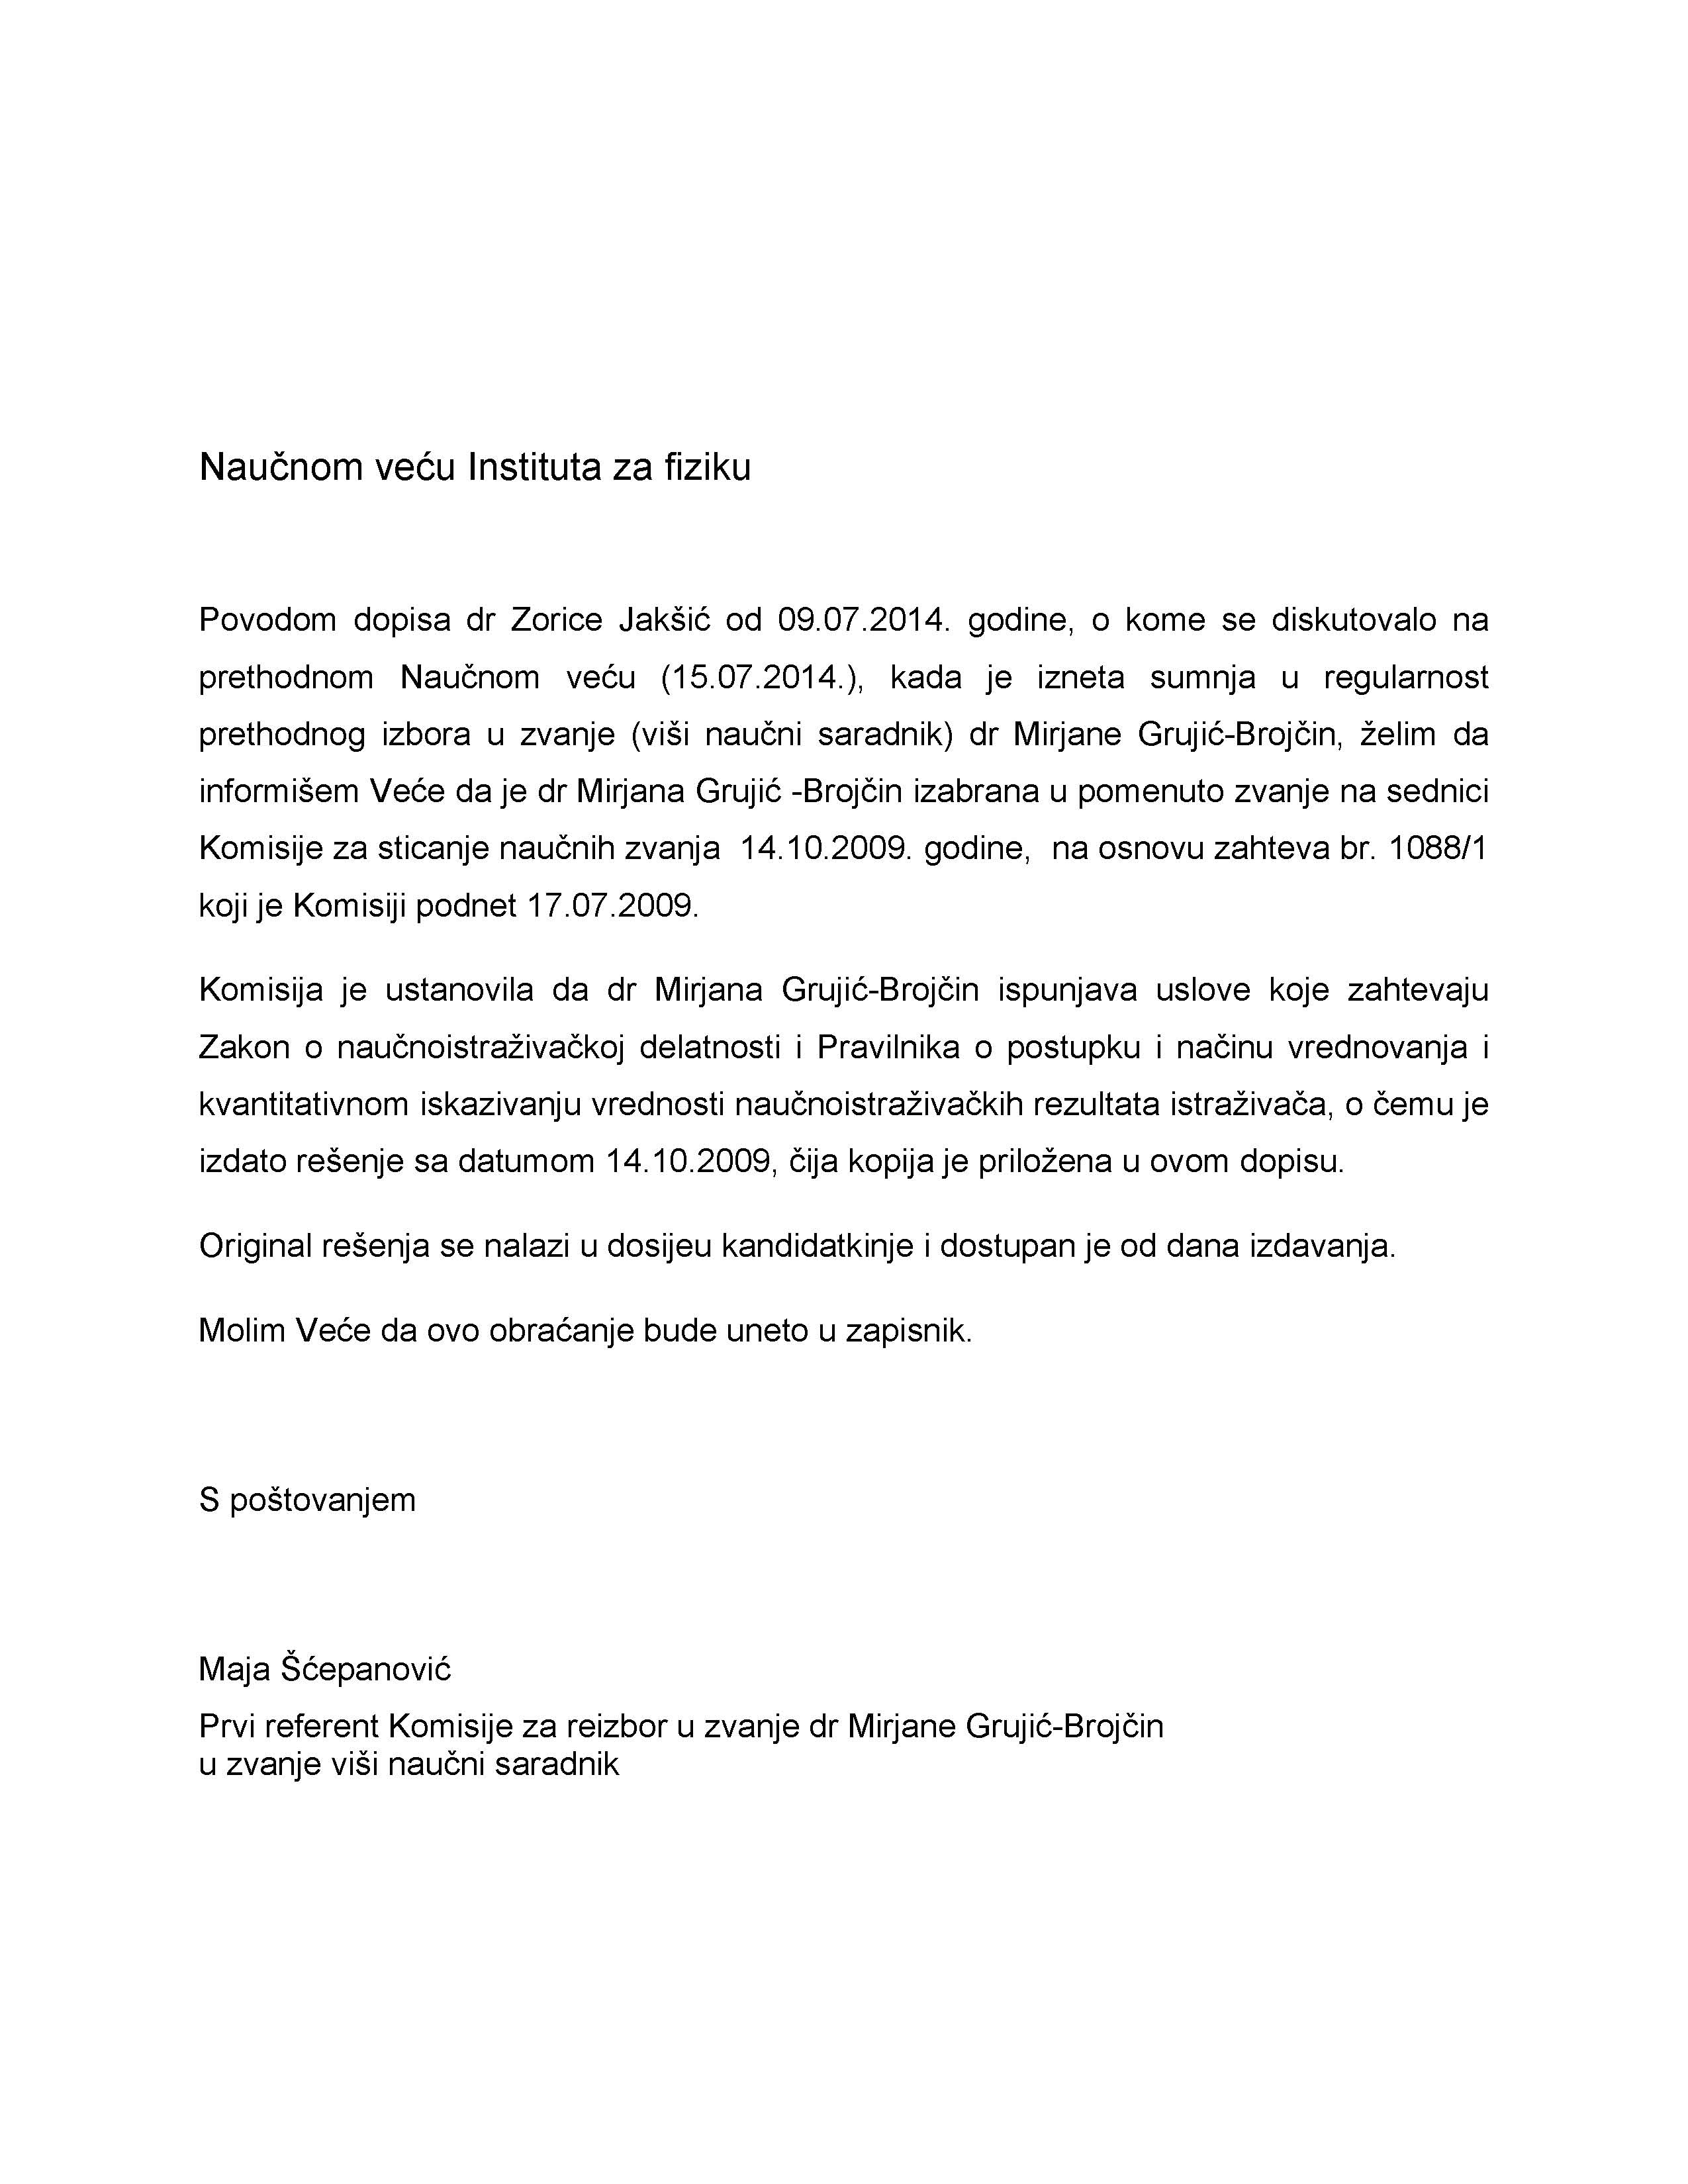 Naučnom veću Instituta za fiziku
Povodom dopisa dr Zorice Jakšić od 09.07.2014. godine, o kome se diskutovalo na
prethodnom Naučnom veću (15.07.2014.), kada je izneta sumnja u regularnost
prethodnog izbora u zvanje (viši naučni saradnik) dr Mirjane Grujić-Brojčin, želim da
informišem Veće da je dr Mirjana Grujić -Brojčin izabrana u pomenuto zvanje na sednici
Komisije za sticanje naučnih zvanja  14.10.2009. godine,  na osnovu zahteva br. 1088/1
koji je Komisiji podnet 17.07.2009.
Komisija je ustanovila da dr Mirjana Grujić-Brojčin ispunjava uslove koje zahtevaju
Zakon o naučnoistraživačkoj delatnosti i Pravilnika o postupku i načinu vrednovanja i
kvantitativnom iskazivanju vrednosti naučnoistraživačkih rezultata istraživača, o čemu je
izdato rešenje sa datumom 14.10.2009, čija kopija je priložena u ovom dopisu.
Original rešenja se nalazi u dosijeu kandidatkinje i dostupan je od dana izdavanja.
Molim Veće da ovo obraćanje bude uneto u zapisnik.
S poštovanjem
Maja Šćepanović
Prvi referent Komisije za reizbor u zvanje dr Mirjane Grujić-Brojčin
u zvanje viši naučni saradnik